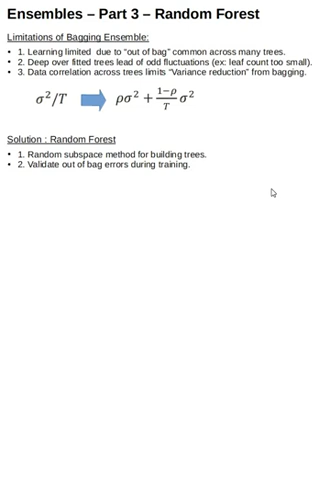 Ensembles – Part 3 – Random Forest
Limitations of Bagging Ensemble:
• 1. Learning limited due to "out of bag" common across many trees.
• 2. Deep over fitted trees lead of odd fluctuations (ex: leaf count too small).
• 3. Data correlation across trees limits "Variance reduction" from bagging.
σ²/T ρσ² + \frac{1−ρ}{T} σ²
Solution : Random Forest
• 1. Random subspace method for building trees.
• 2. Validate out of bag errors during training.